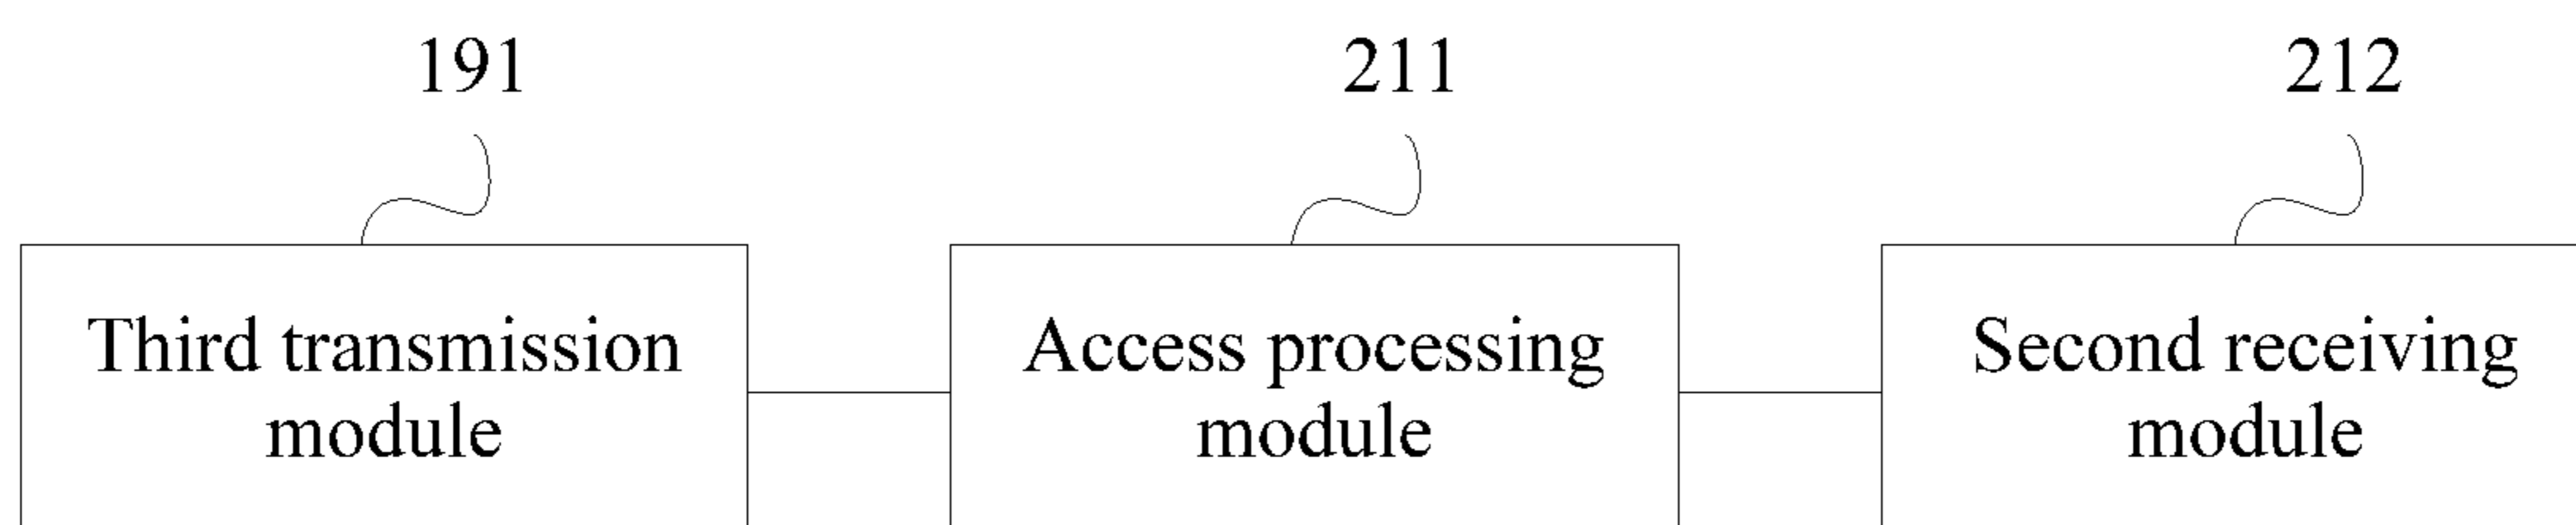 191
211
212
Third transmission
module
Access processing
module
Second receiving
module